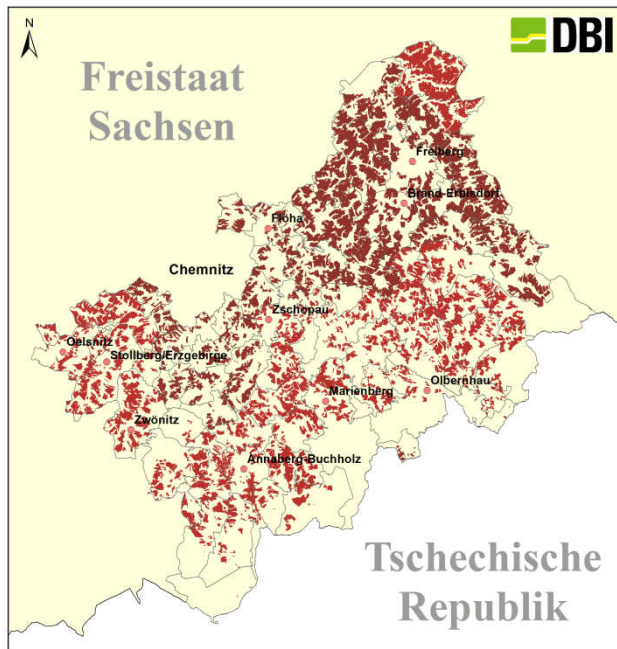 N
DBI
Freistaat
Sachsen
Freiberg
Brand-Erbisdorf
Flöha
Chemnitz
Zschopau
Oelsnitz
Stollberg/Erzgebirge
Olbernhau
Marienberg
Zwönitz
Annaberg-Buchholz
Tschechische
Republik